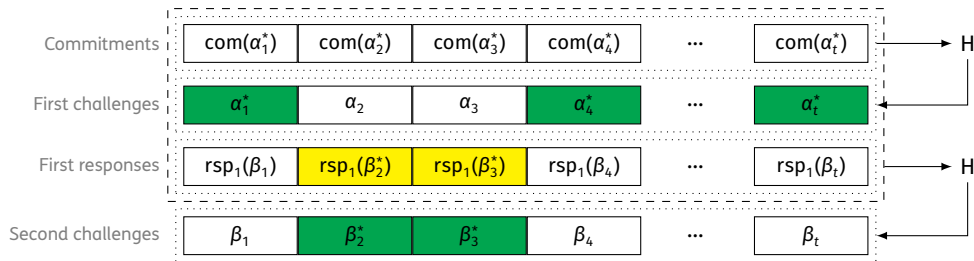 Commitments com(α₁*) com(α₂*) com(α₃*) com(α₄*) ... com(αₜ*) H
First challenges α₁* α₂ α₃ α₄* ... αₜ*
First responses rsp₁(β₁) rsp₁(β₂*) rsp₁(β₃*) rsp₁(β₄) ... rsp₁(βₜ) H
Second challenges β₁ β₂* β₃* β₄ ... βₜ